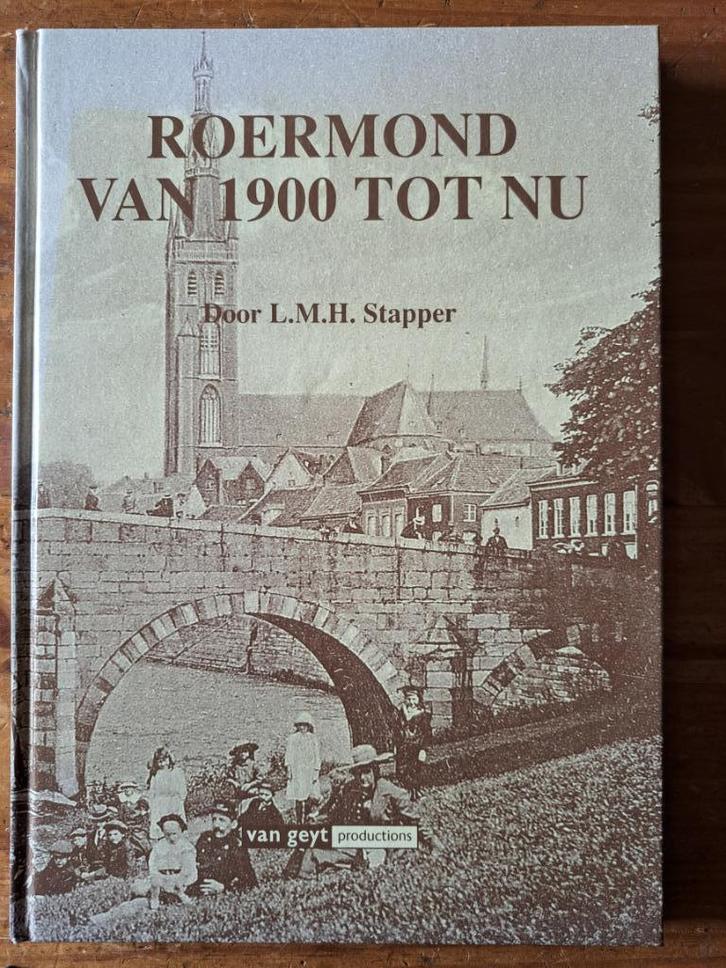 ROERMOND
VAN 1900 TOT NU
Door L.M.H. Stapper
van geyt productions